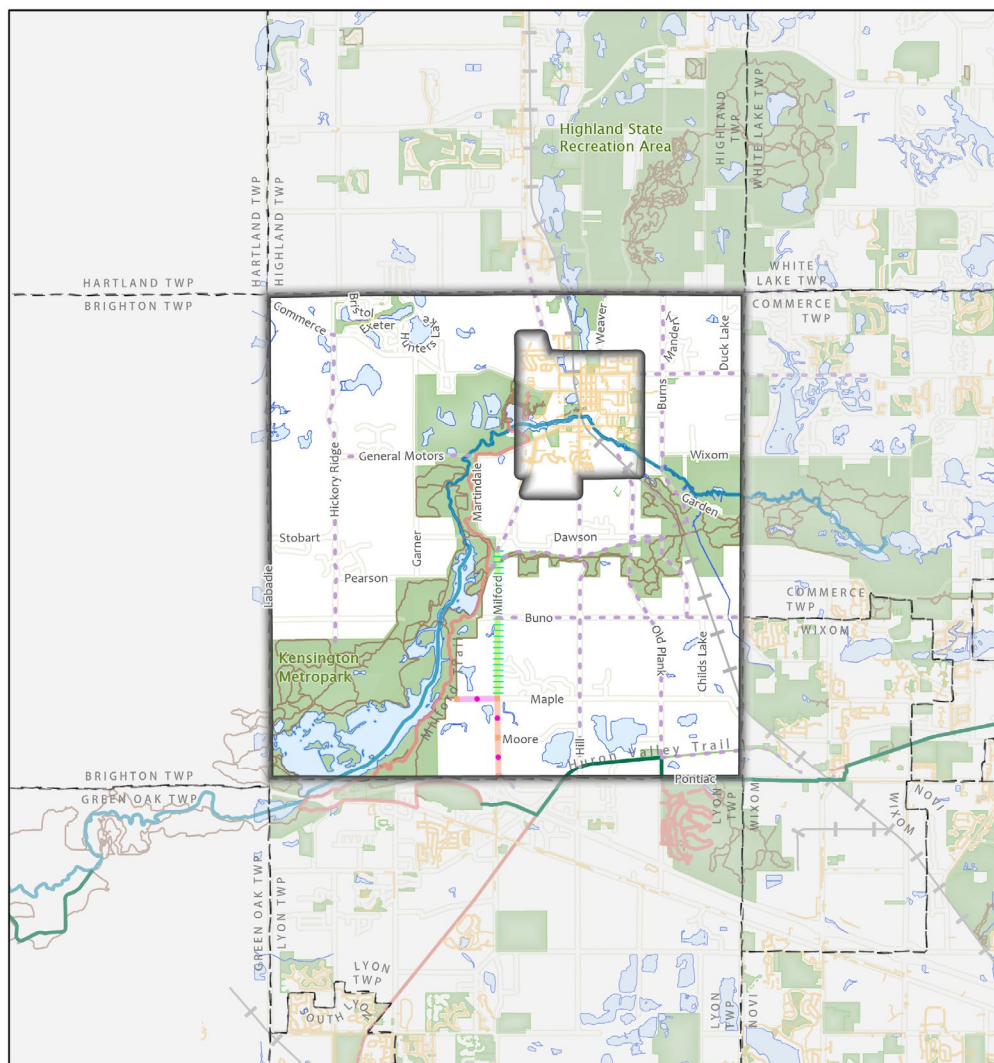 Highland State
Recreation Area
HIGHLAND
TWP
WHITE LAKE TWP
HARTLAND TWP
HIGHLAND TWP
HARTLAND TWP
BRIGHTON TWP
WHITE
LAKE TWP
COMMERCE
TWP
Commerce
Bristol
Exeter
Hunters Lake
Weaver
Mandery
Duck Lake
Burns
General Motors
Wixom
Hickory Ridge
Martindale
Garden
Stobart
Garner
Dawson
Labadie
Pearson
Milford
COMMERCE
TWP
WIXOM
Buno
Old Plank
Childs Lake
Kensington
Metropark
Milford Trail
Maple
Moore
Hill
Huron Valley Trail
Pontiac
BRIGHTON TWP
GREEN OAK TWP
LYON
TWP
WIXOM
WIXOM
NOVI
GREEN OAK TWP
LYON TWP
LYON
TWP
SOUTH LYON
LYON
TWP
NOVI